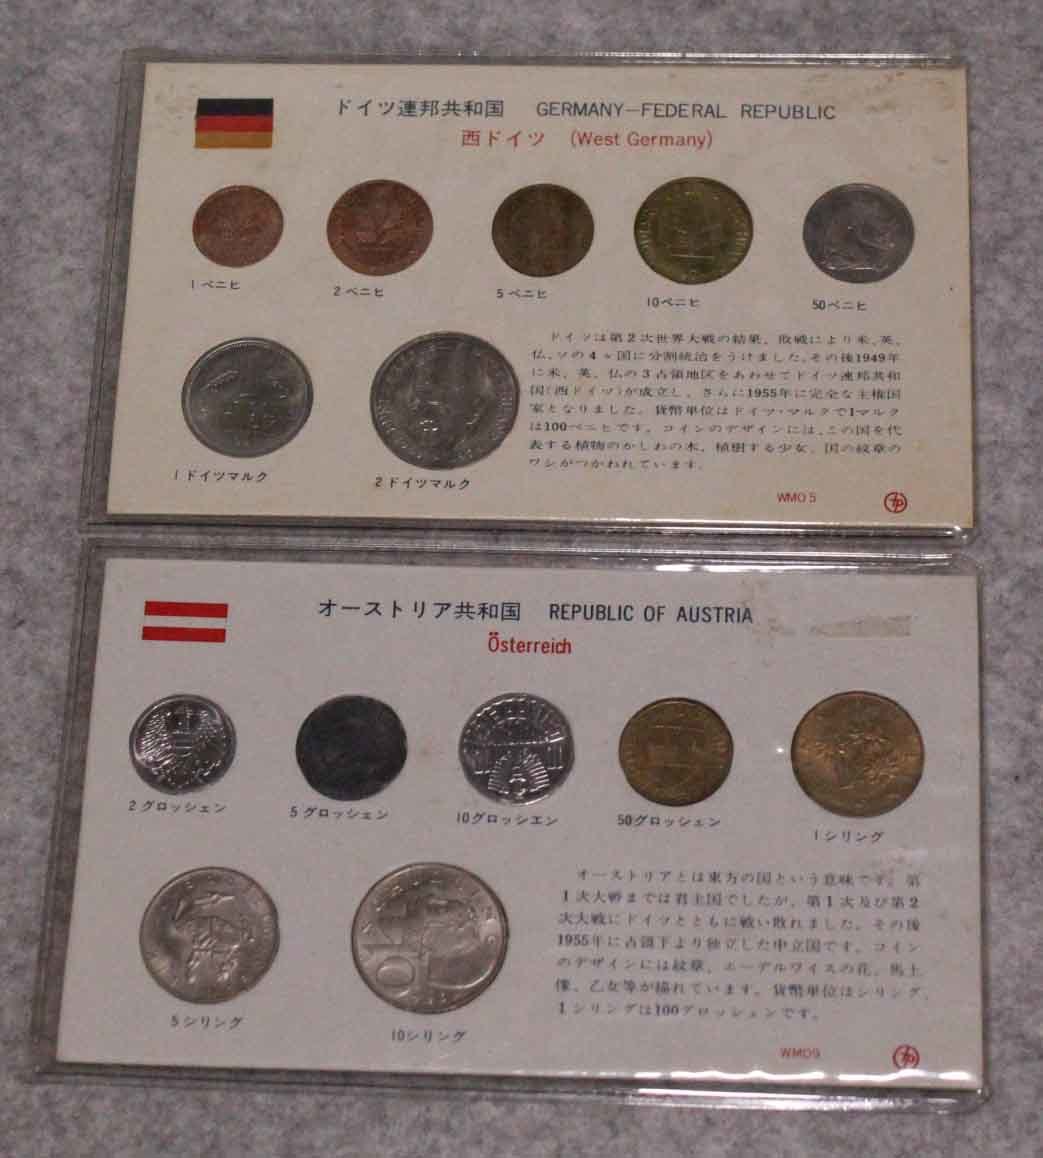 ドイツ連邦共和国 GERMANY-FEDERAL REPUBLIC
西ドイツ (West Germany)
1ペニヒ
2ペニヒ
5ペニヒ
10ペニヒ
50ペニヒ
1ドイツマルク
2ドイツマルク
ドイツは第2次世界大戦の結果、敗戦により米、英、
仏、ソの4ヶ国に分割統治をうけました。その後1949年
に米、英、仏の3占領地区をあわせてドイツ連邦共和
国(西ドイツ)が成立し、さらに1955年に完全な主権国
家となりました。貨幣単位はドイツ・マルクで1マルク
は100ペニヒです。コインのデザインには、この国を代
表する植物のかしわの木、植樹する少女、国の紋章の
ワシがつかわれています。
WMO5
オーストリア共和国 REPUBLIC OF AUSTRIA
Österreich
2グロッシェン
5グロッシェン
10グロッシエン
50グロッシェン
1シリング
5シリング
10シリング
オーストリアとは東方の国という意味です。第
1次大戦までは君主国でしたが、第1次及び第2
次大戦にドイツとともに戦い敗れました。その後
1955年に占領下より独立した中立国です。コイン
のデザインには紋章、エーデルワイスの花、馬上
像、乙女等が描れています。貨幣単位はシリング、
1シリングは100グロッシェンです。
WMO9